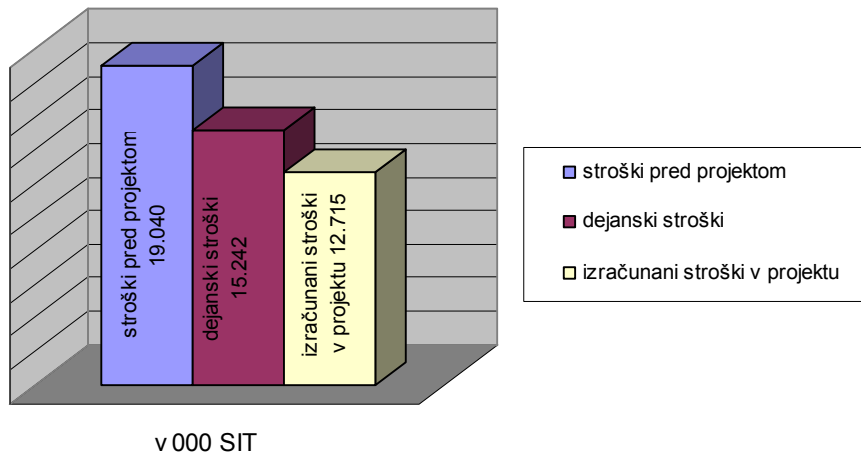 stroški pred projektom
19.040
dejanski stroški
15.242
izračunani stroški
v projektu 12.715
v 000 SIT
stroški pred projektom
dejanski stroški
izračunani stroški v projektu